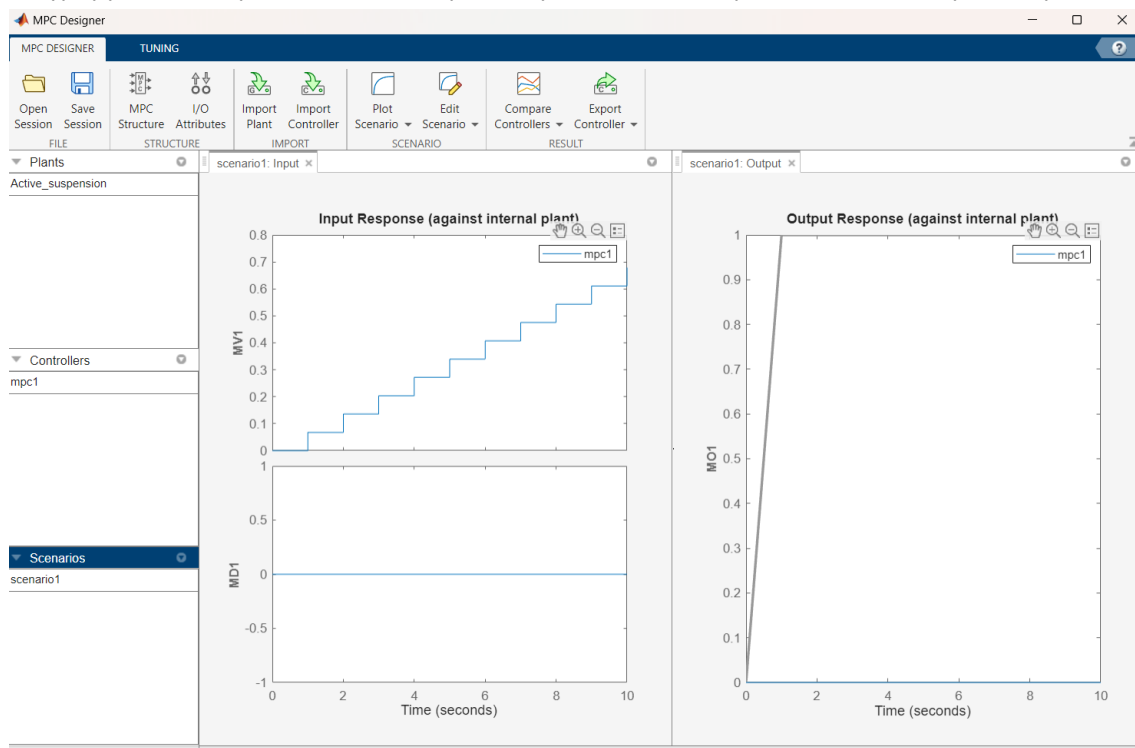 MPC Designer
MPC DESIGNER TUNING
Open Session
Save Session
MPC Structure
I/O Attributes
Import Plant
Import Controller
Plot Scenario
Edit Scenario
Compare Controllers
Export Controller
FILE STRUCTURE IMPORT SCENARIO RESULT
Plants
Active_suspension
Controllers
mpc1
Scenarios
scenario1
scenario1: Input
Input Response (against internal plant)
mpc1
MV1
0.8
0.7
0.6
0.5
0.4
0.3
0.2
0.1
0
MD1
1
0.5
0
-0.5
-1
0 2 4 6 8 10
Time (seconds)
scenario1: Output
Output Response (against internal plant)
mpc1
MO1
1
0.9
0.8
0.7
0.6
0.5
0.4
0.3
0.2
0.1
0
0 2 4 6 8 10
Time (seconds)